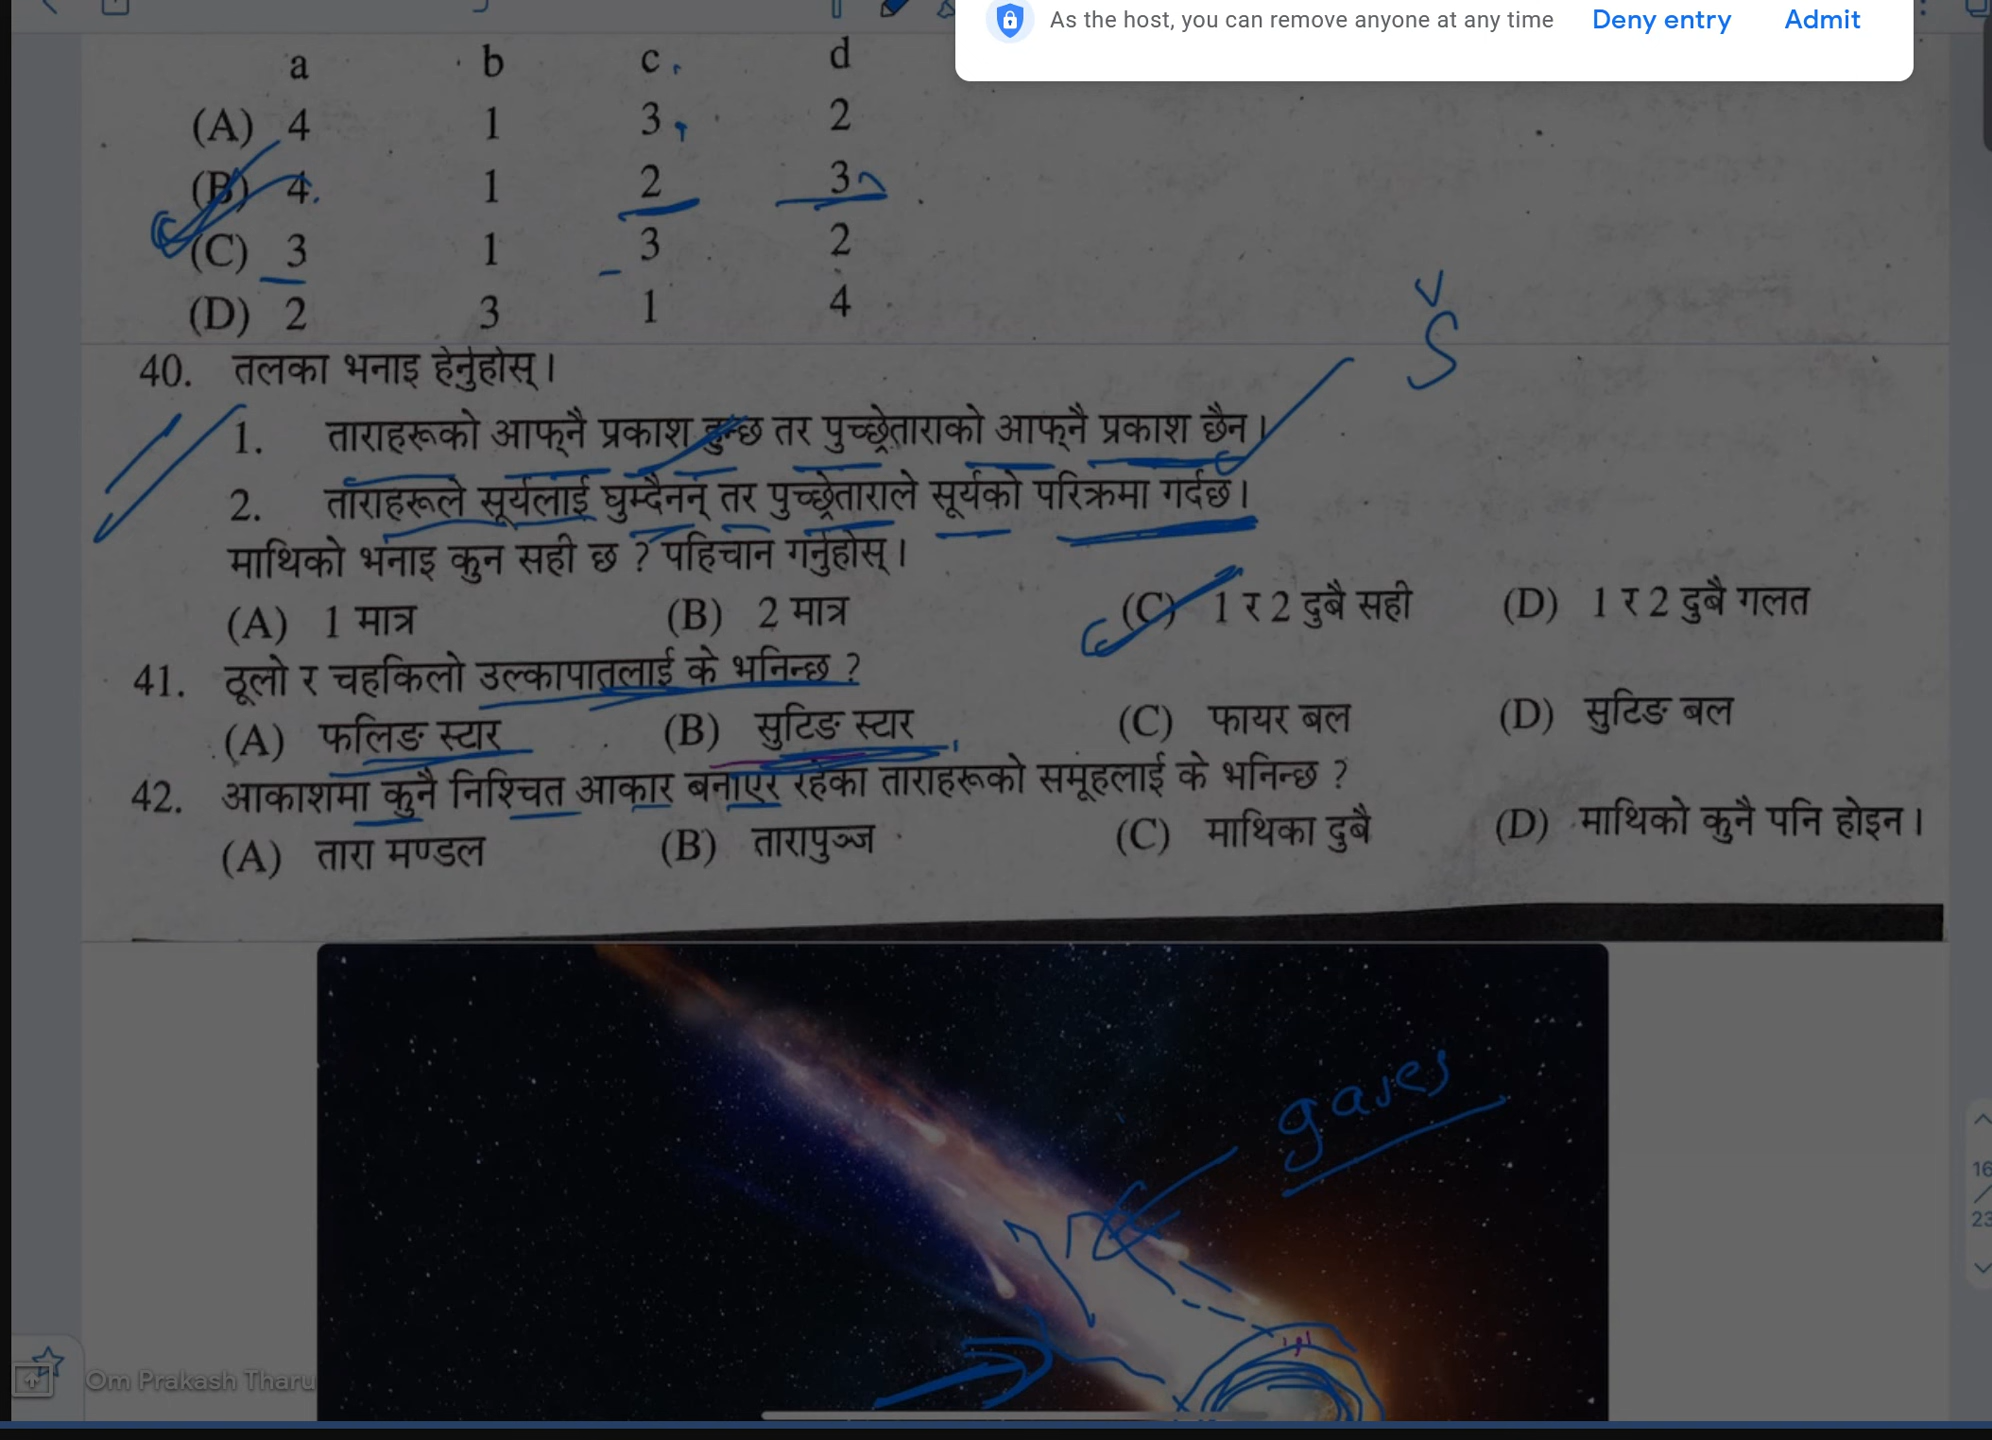 As the host, you can remove anyone at any time Deny entry Admit
a b c d
(A) 4 1 3 2
(B) 4 1 2 3
(C) 3 1 3 2
(D) 2 3 1 4
S
40. तलका भनाइ हेर्नुहोस्।
1. ताराहरूको आफ्नै प्रकाश हुन्छ तर पुच्छ्रेताराको आफ्नै प्रकाश छैन।
2. ताराहरूले सूर्यलाई घुम्दैनन् तर पुच्छ्रेताराले सूर्यको परिक्रमा गर्दछ।
माथिको भनाइ कुन सही छ ? पहिचान गर्नुहोस्।
(A) 1 मात्र (B) 2 मात्र (C) 1 र 2 दुबै सही (D) 1 र 2 दुबै गलत
41. ठूलो र चहकिलो उल्कापातलाई के भनिन्छ ?
(A) फलिङ स्टार (B) सुटिङ स्टार (C) फायर बल (D) सुटिङ बल
42. आकाशमा कुनै निश्चित आकार बनाएर रहेका ताराहरूको समूहलाई के भनिन्छ ?
(A) तारा मण्डल (B) तारापुञ्ज (C) माथिका दुबै (D) माथिको कुनै पनि होइन।
gases
16
23
Om Prakash Tharu